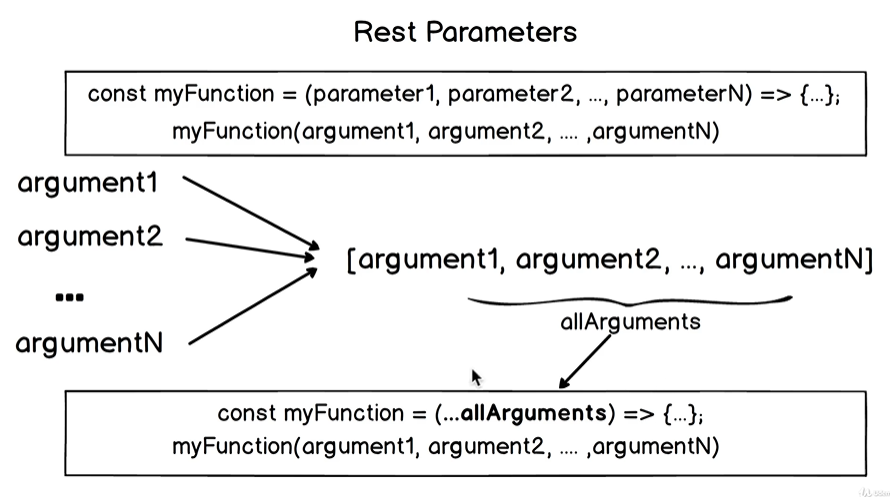 Rest Parameters
const myFunction = (parameter1, parameter2, ..., parameterN) => {...};
myFunction(argument1, argument2, .... ,argumentN)
argument1
argument2
...
argumentN
[argument1, argument2, ..., argumentN]
allArguments
const myFunction = (...allArguments) => {...};
myFunction(argument1, argument2, .... ,argumentN)